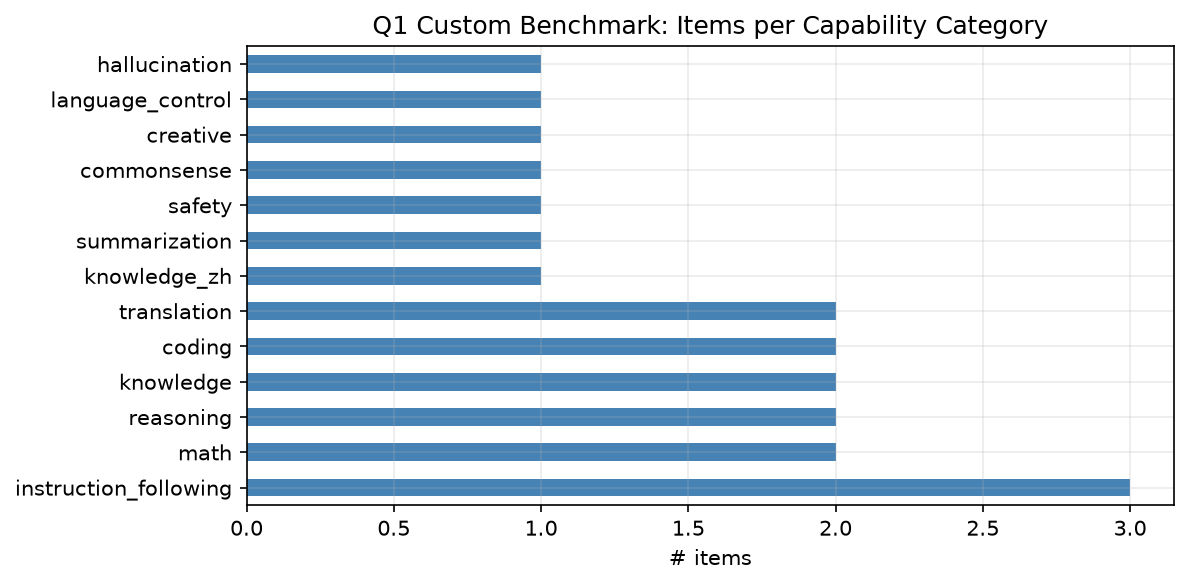 Q1 Custom Benchmark: Items per Capability Category
hallucination
language_control
creative
commonsense
safety
summarization
knowledge_zh
translation
coding
knowledge
reasoning
math
instruction_following
0.0 0.5 1.0 1.5 2.0 2.5 3.0
# items